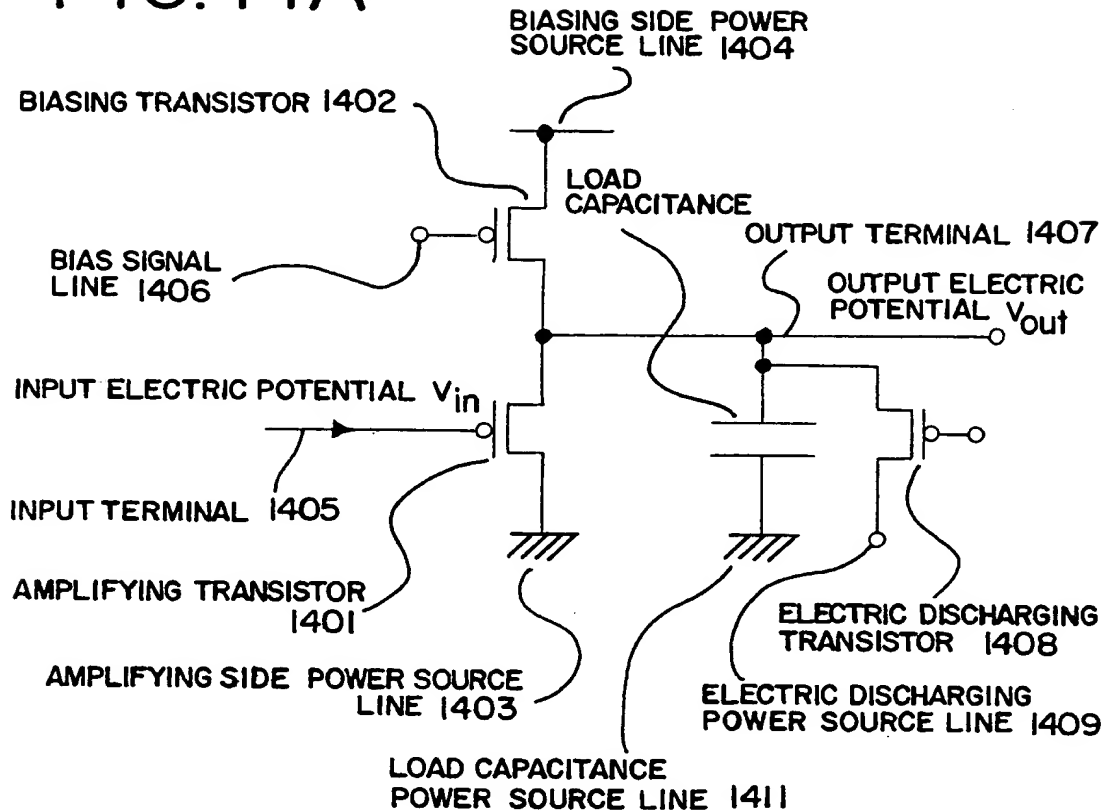 FIG. 14A
BIASING SIDE POWER
SOURCE LINE 1404
BIASING TRANSISTOR 1402
LOAD
CAPACITANCE
OUTPUT TERMINAL 1407
BIAS SIGNAL
LINE 1406
OUTPUT ELECTRIC
POTENTIAL Vout
INPUT ELECTRIC POTENTIAL Vin
INPUT TERMINAL 1405
AMPLIFYING TRANSISTOR
1401
ELECTRIC DISCHARGING
TRANSISTOR 1408
AMPLIFYING SIDE POWER SOURCE
LINE 1403
ELECTRIC DISCHARGING
POWER SOURCE LINE 1409
LOAD CAPACITANCE
POWER SOURCE LINE 1411